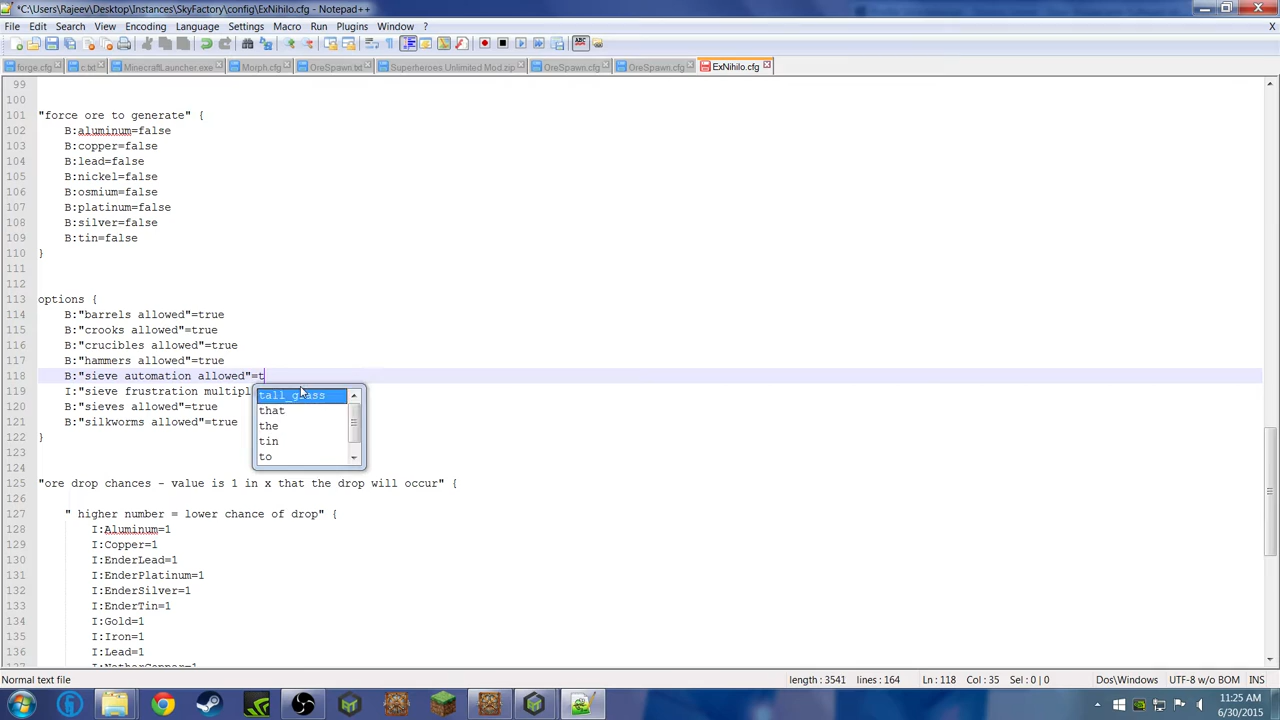 *C:\Users\Rajeev\Desktop\Instances\SkyFactory\config\ExNihilo.cfg - Notepad++
File Edit Search View Encoding Language Settings Macro Run Plugins Window ? X
forge.cfg c.txt MinecraftLauncher.exe Morph.cfg OreSpawn.txt Superheroes Unlimited Mod.zip OreSpawn.cfg OreSpawn.cfg ExNihilo.cfg
99
100
101 "force ore to generate" {
102 B:aluminum=false
103 B:copper=false
104 B:lead=false
105 B:nickel=false
106 B:osmium=false
107 B:platinum=false
108 B:silver=false
109 B:tin=false
110 }
111
112
113 options {
114 B:"barrels allowed"=true
115 B:"crooks allowed"=true
116 B:"crucibles allowed"=true
117 B:"hammers allowed"=true
118 B:"sieve automation allowed"=t
119 I:"sieve frustration multipl
120 B:"sieves allowed"=true
121 B:"silkworms allowed"=true
122 }
tall_grass
that
the
tin
to
123
124
125 "ore drop chances - value is 1 in x that the drop will occur" {
126
127 " higher number = lower chance of drop" {
128 I:Aluminum=1
129 I:Copper=1
130 I:EnderLead=1
131 I:EnderPlatinum=1
132 I:EnderSilver=1
133 I:EnderTin=1
134 I:Gold=1
135 I:Iron=1
136 I:Lead=1
137 I:NetherCopper=1
Normal text file length : 3541 lines : 164 Ln : 118 Col : 35 Sel : 0 | 0 Dos\Windows UTF-8 w/o BOM INS
11:25 AM
6/30/2015